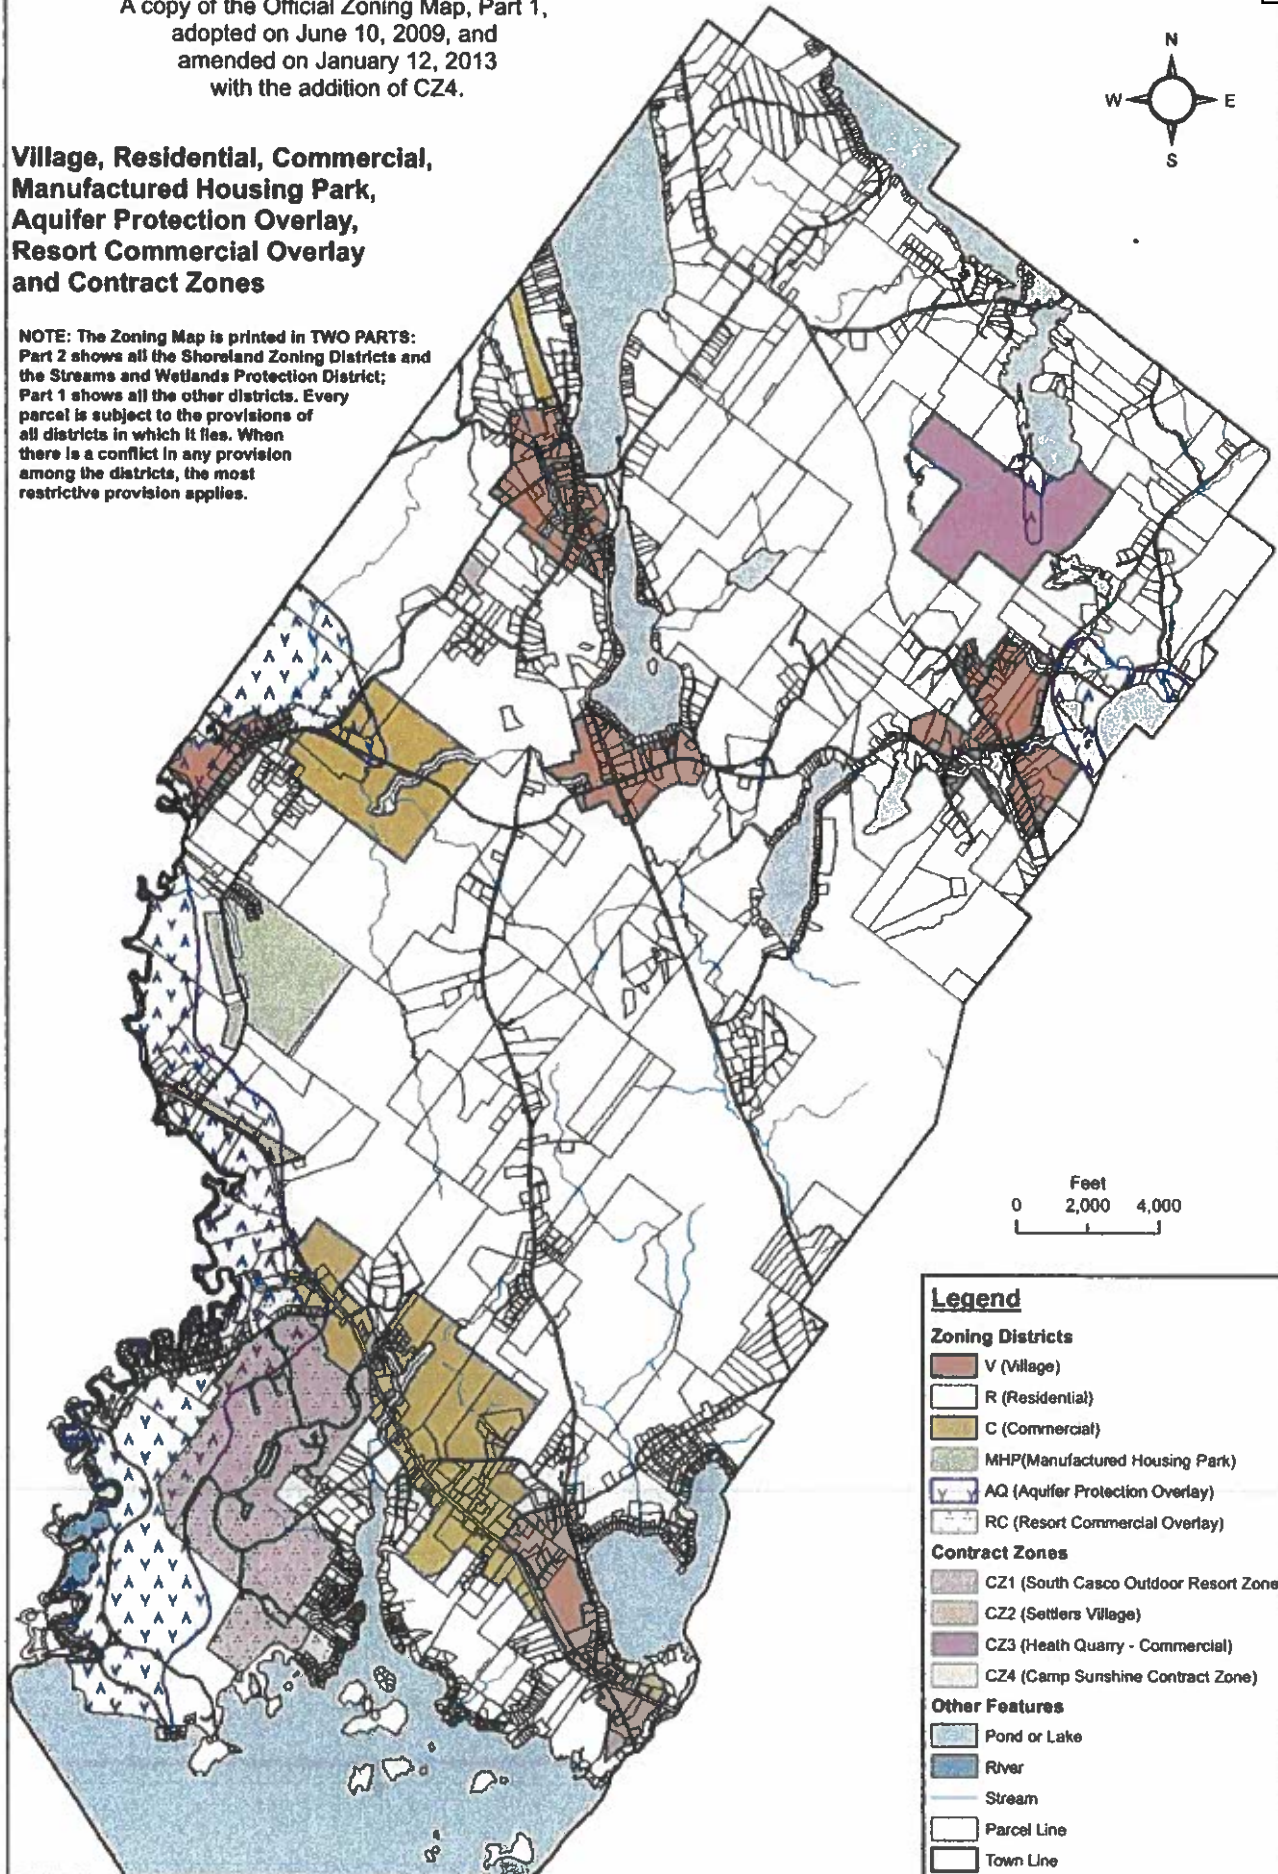 A copy of the Official Zoning Map, Part 1,
adopted on June 10, 2009, and
amended on January 12, 2013
with the addition of CZ4.
Village, Residential, Commercial,
Manufactured Housing Park,
Aquifer Protection Overlay,
Resort Commercial Overlay
and Contract Zones
NOTE: The Zoning Map is printed in TWO PARTS:
Part 2 shows all the Shoreland Zoning Districts and
the Streams and Wetlands Protection District;
Part 1 shows all the other districts. Every
parcel is subject to the provisions of
all districts in which it lies. When
there is a conflict in any provision
among the districts, the most
restrictive provision applies.
N
W E
S
Feet
0 2,000 4,000
Legend
Zoning Districts
V (Village)
R (Residential)
C (Commercial)
MHP(Manufactured Housing Park)
AQ (Aquifer Protection Overlay)
RC (Resort Commercial Overlay)
Contract Zones
CZ1 (South Casco Outdoor Resort Zone
CZ2 (Settlers Village)
CZ3 (Heath Quarry - Commercial)
CZ4 (Camp Sunshine Contract Zone)
Other Features
Pond or Lake
River
Stream
Parcel Line
Town Line